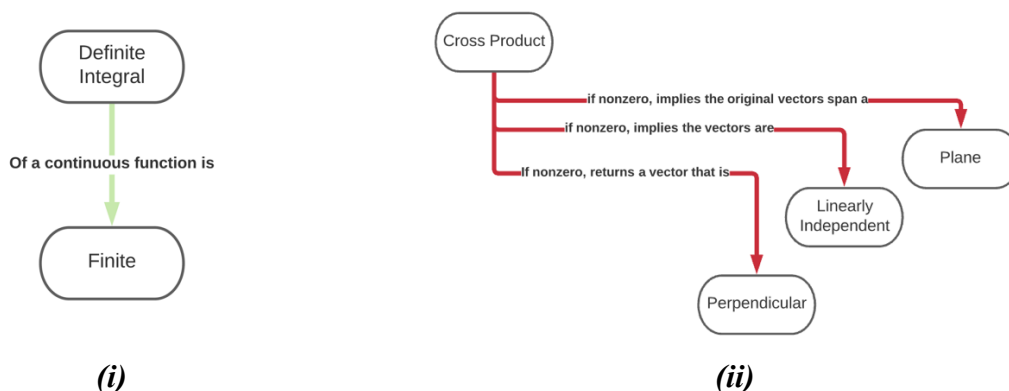 Definite
Integral
Of a continuous function is
Finite
(i)
Cross Product
if nonzero, implies the original vectors span a
Plane
if nonzero, implies the vectors are
Linearly
Independent
If nonzero, returns a vector that is
Perpendicular
(ii)